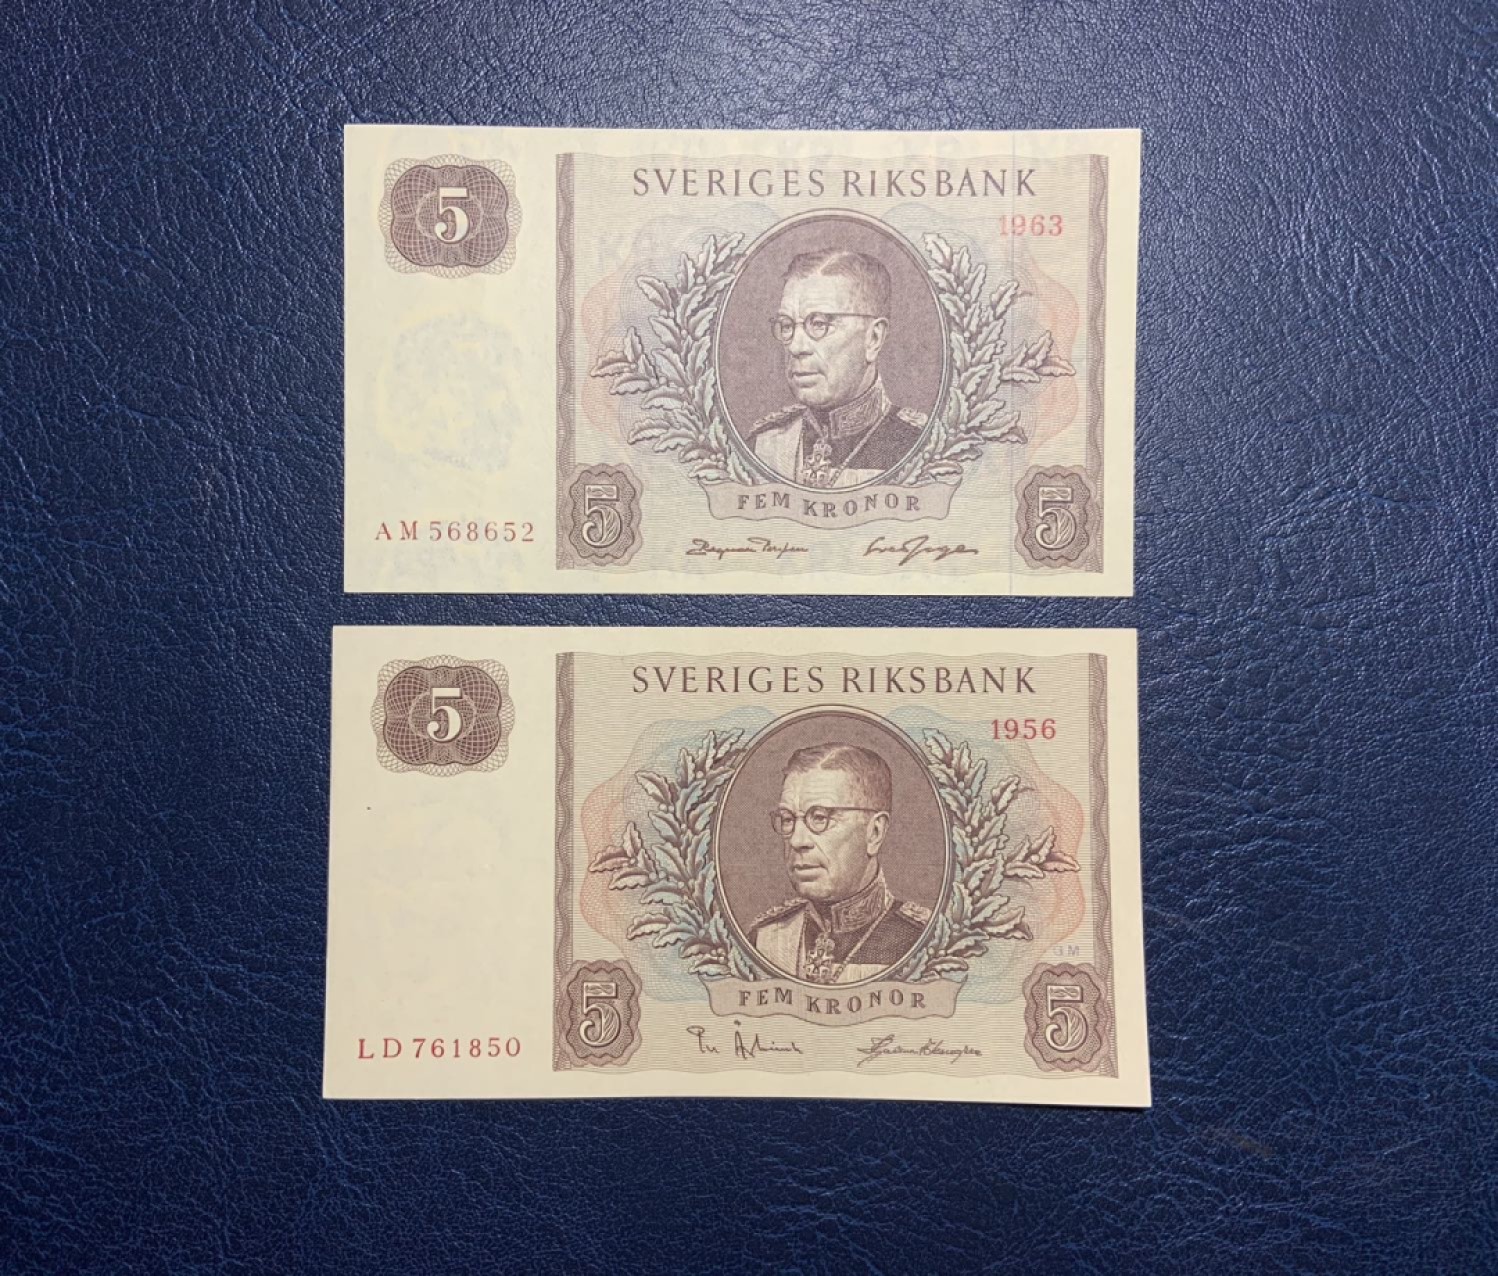 5
SVERIGES RIKSBANK
1963
FEM KRONOR
5
5
AM 568652
5
SVERIGES RIKSBANK
1956
FEM KRONOR
5
5
LD 761850